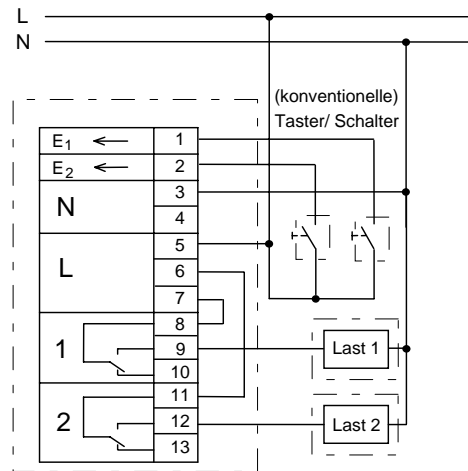 L
N
(konventionelle)
Taster/ Schalter
E1 1
E2 2
N 3
4
L 5
6
7
1 8
9 Last 1
10
2 11
12 Last 2
13